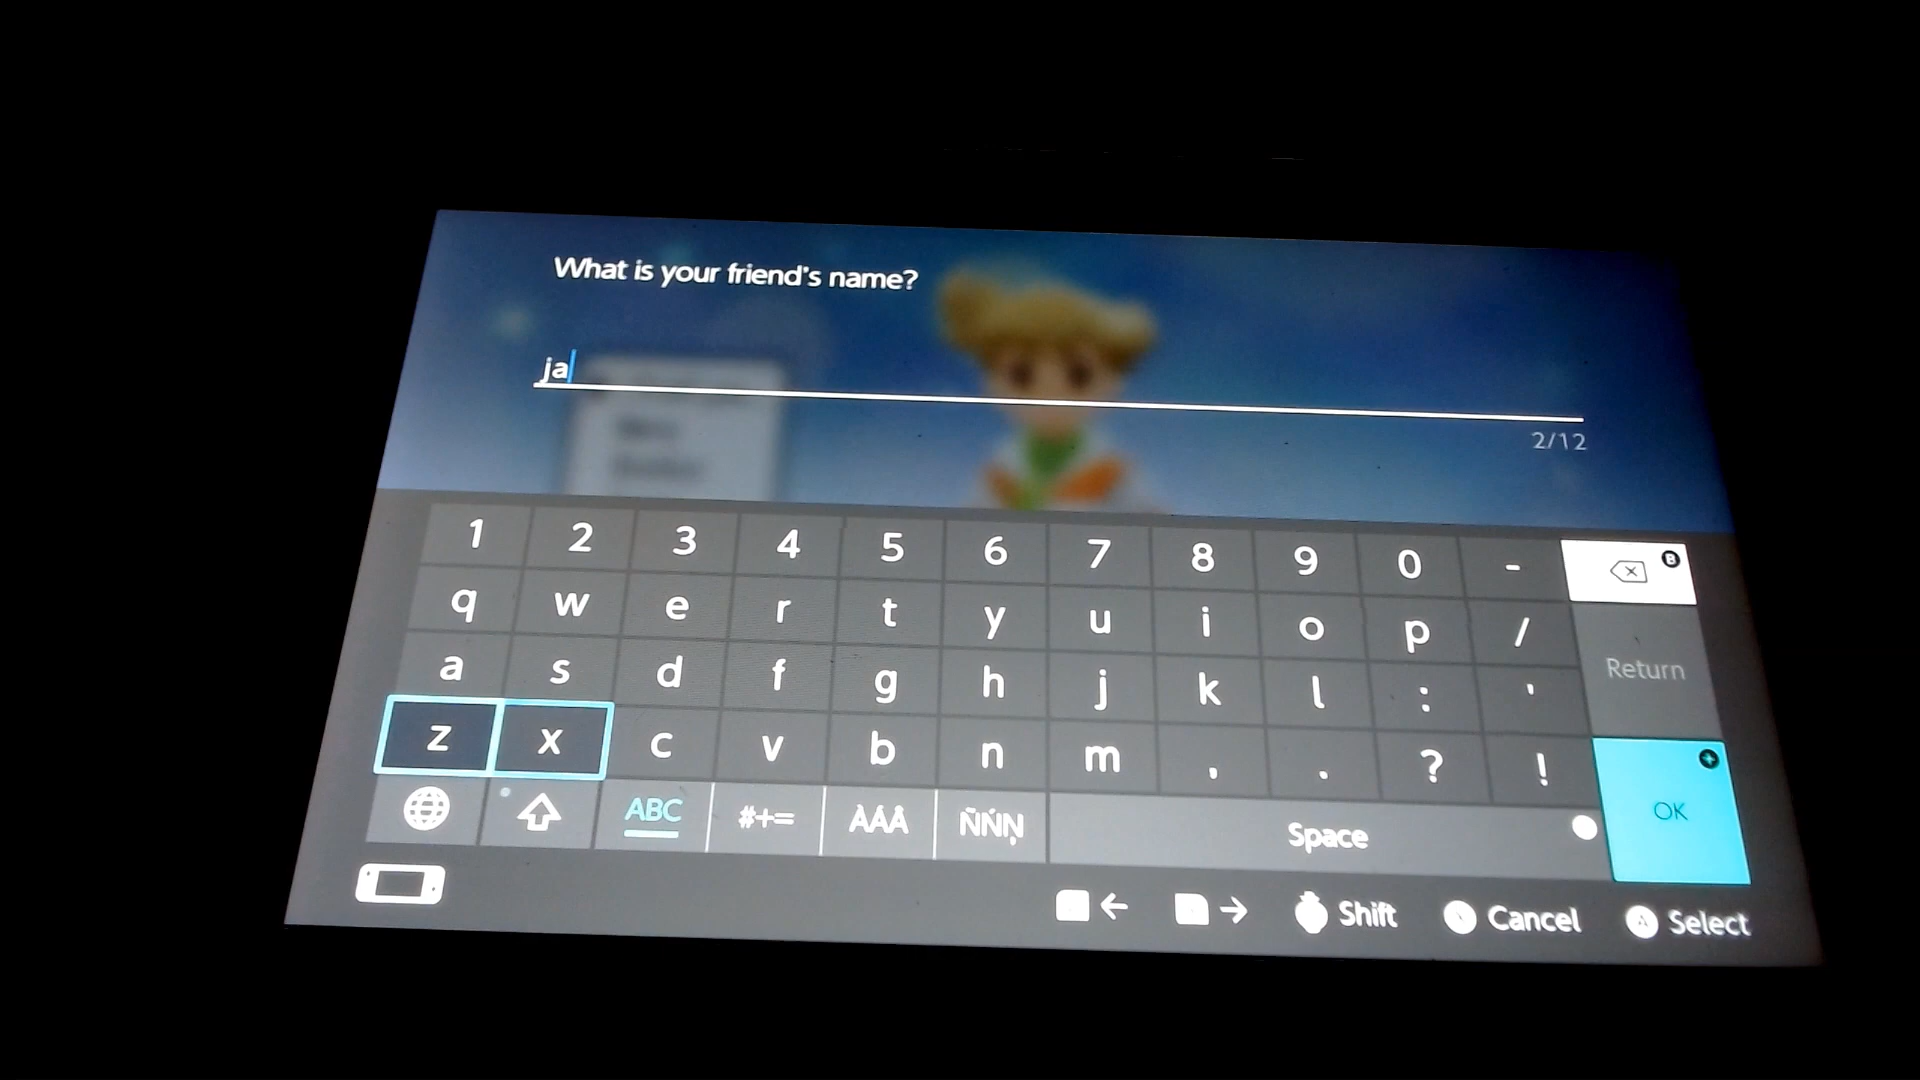 What is your friend's name?
ja
2/12
1 2 3 4 5 6 7 8 9 0 -
B
q w e r t y u i o p /
Return
a s d f g h j k l : '
z x c v b n m , . ? !
OK
ABC #+= ÀÁÂ ÑŃŅ Space
← → Shift Cancel A Select